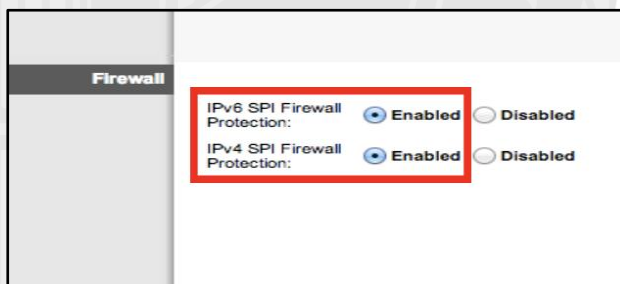 Firewall
IPv6 SPI Firewall
Protection:
Enabled
Disabled
IPv4 SPI Firewall
Protection:
Enabled
Disabled